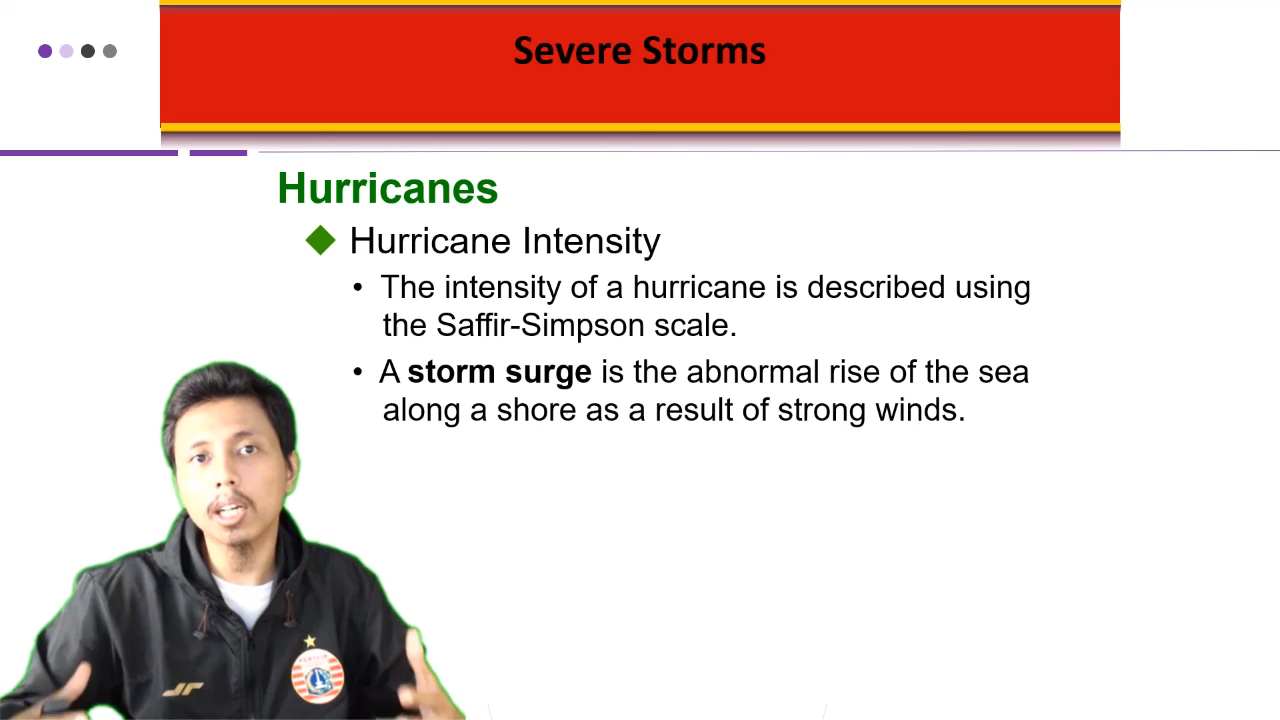 Severe Storms
Hurricanes
Hurricane Intensity
• The intensity of a hurricane is described using
the Saffir-Simpson scale.
• A storm surge is the abnormal rise of the sea
along a shore as a result of strong winds.